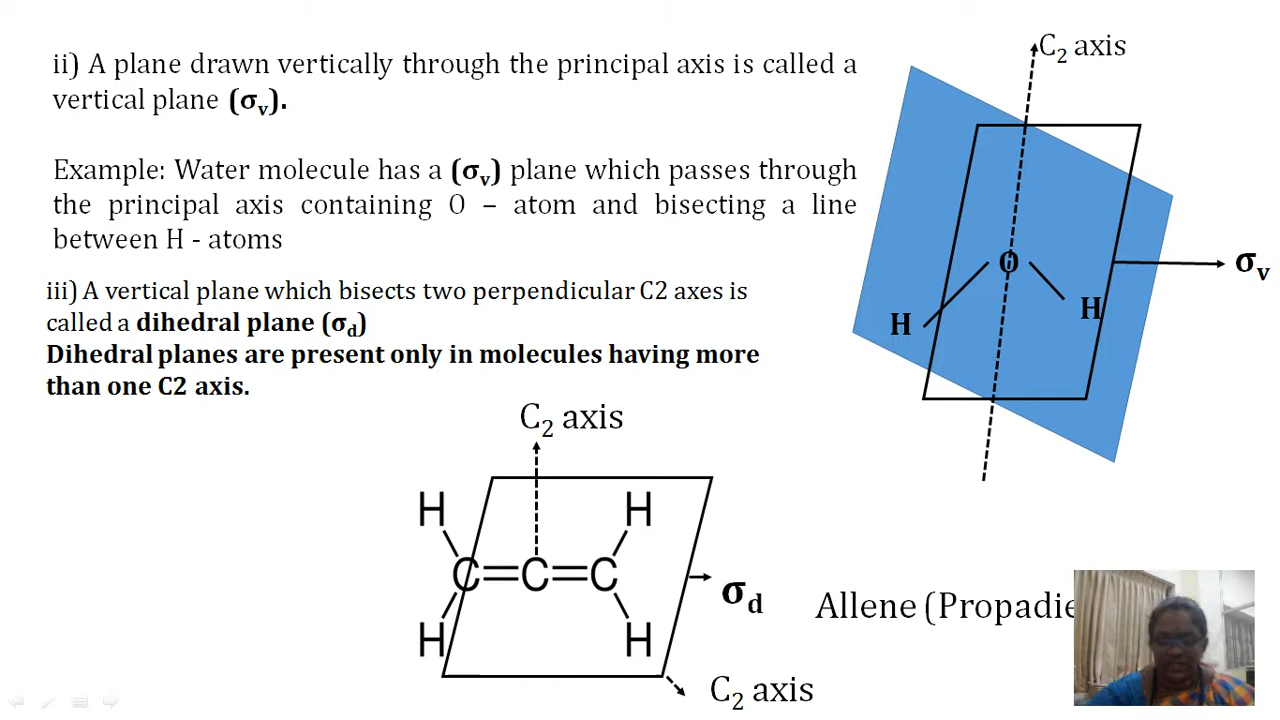 ii) A plane drawn vertically through the principal axis is called a
vertical plane (σv).
Example: Water molecule has a (σv) plane which passes through
the principal axis containing O – atom and bisecting a line
between H - atoms
iii) A vertical plane which bisects two perpendicular C2 axes is
called a dihedral plane (σd)
Dihedral planes are present only in molecules having more
than one C2 axis.
C2 axis
O
H
H
σv
C2 axis
H H
C=C=C
H H
σd
C2 axis
Allene (Propadie